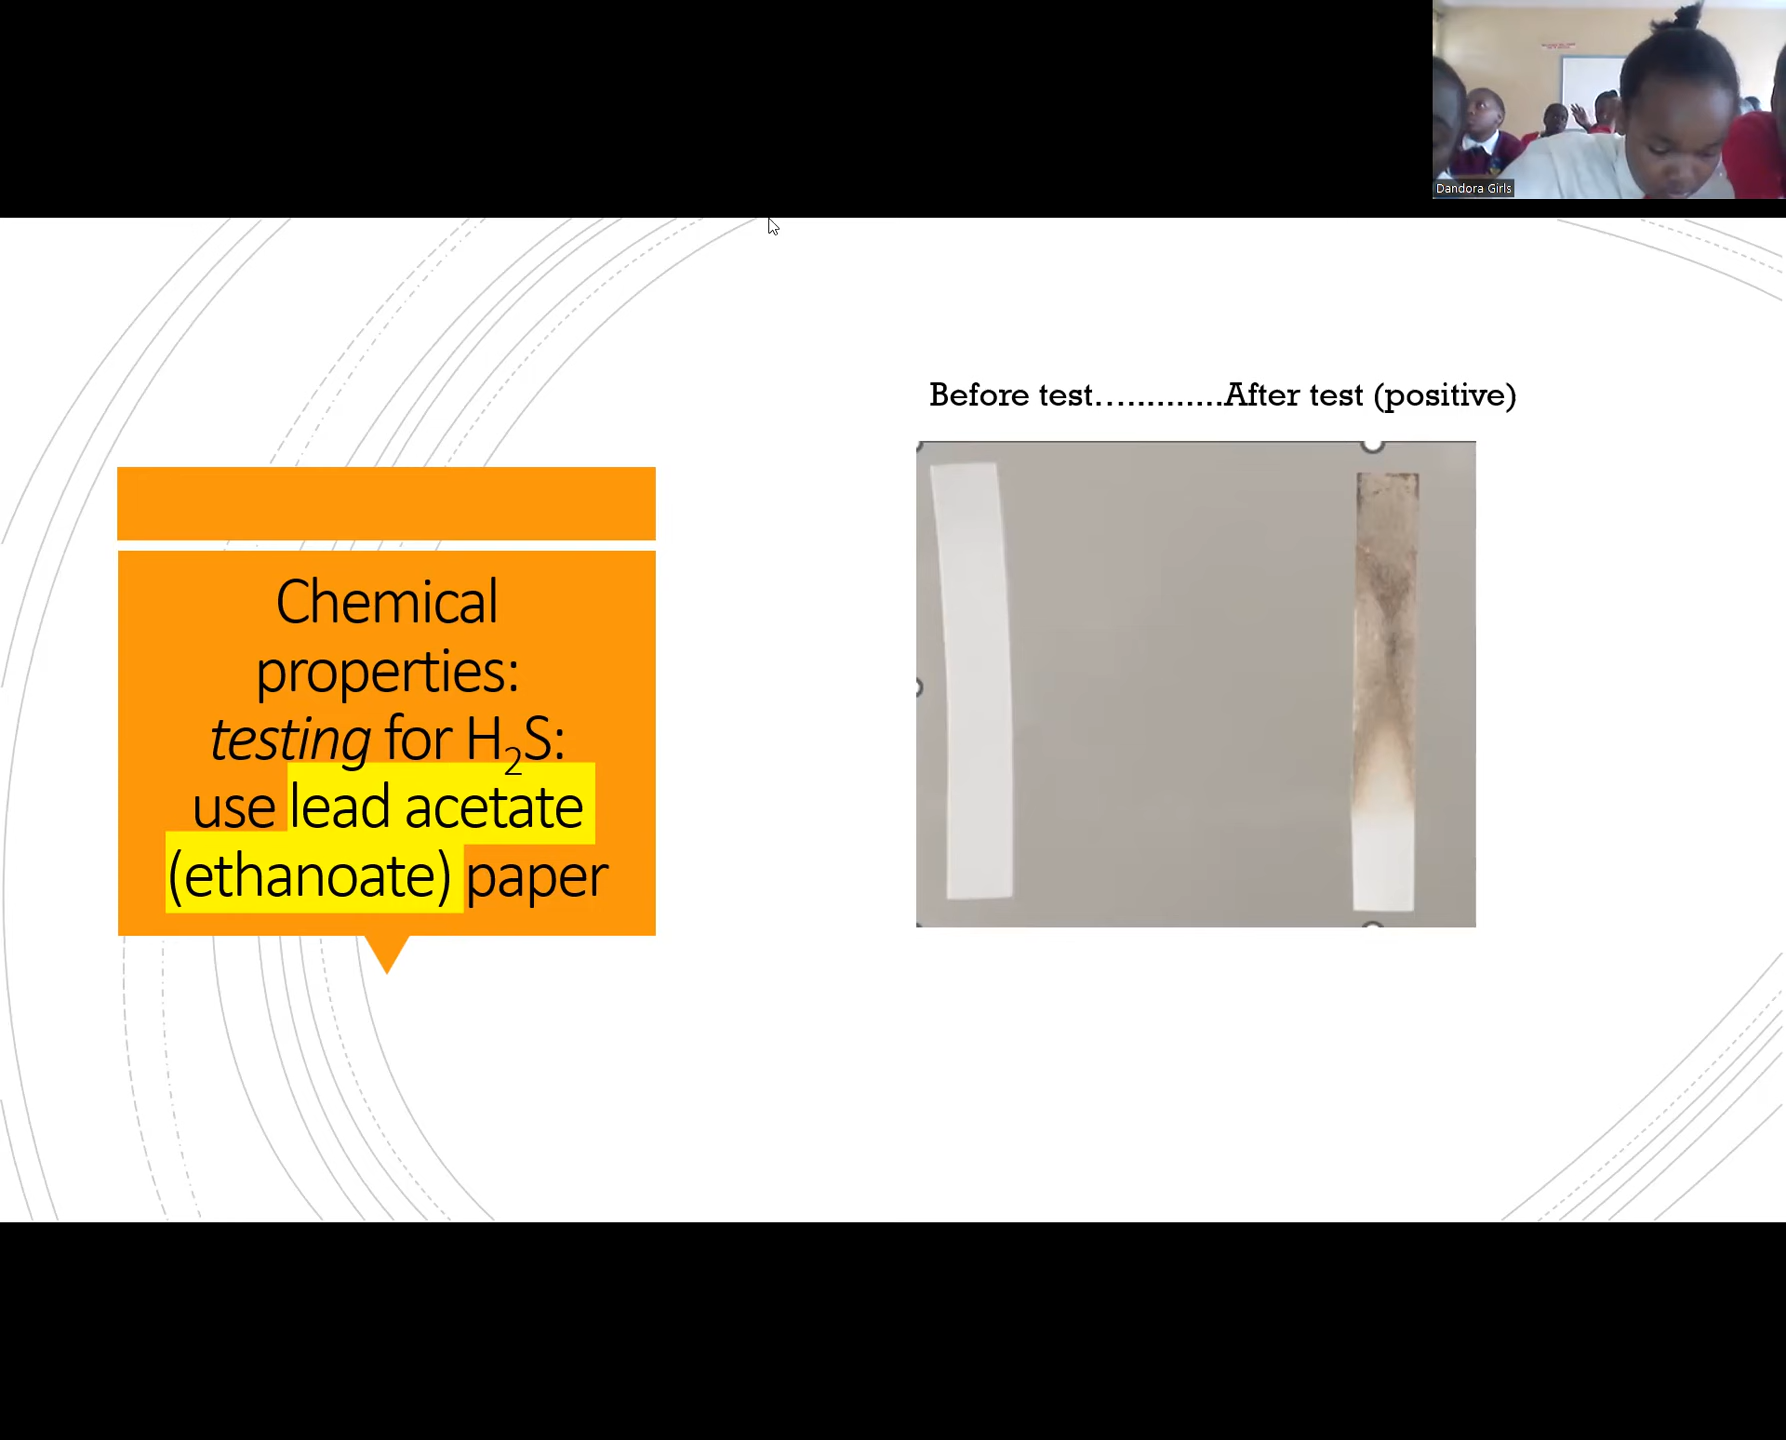 Dandora Girls
Before test.............After test (positive)
Chemical
properties:
testing for H₂S:
use lead acetate
(ethanoate) paper